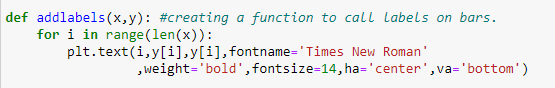 def addlabels(x,y): #creating a function to call labels on bars.
    for i in range(len(x)):
        plt.text(i,y[i],y[i],fontname='Times New Roman'
                 ,weight='bold',fontsize=14,ha='center',va='bottom')